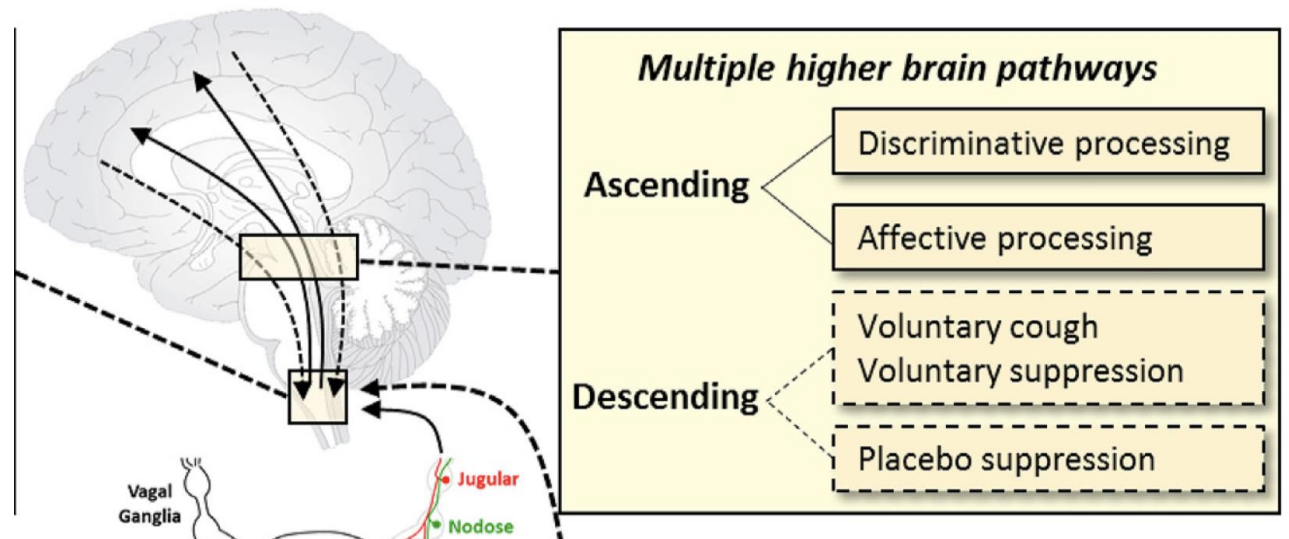 Multiple higher brain pathways
Ascending
Discriminative processing
Affective processing
Descending
Voluntary cough
Voluntary suppression
Placebo suppression
Vagal
Ganglia
Jugular
Nodose